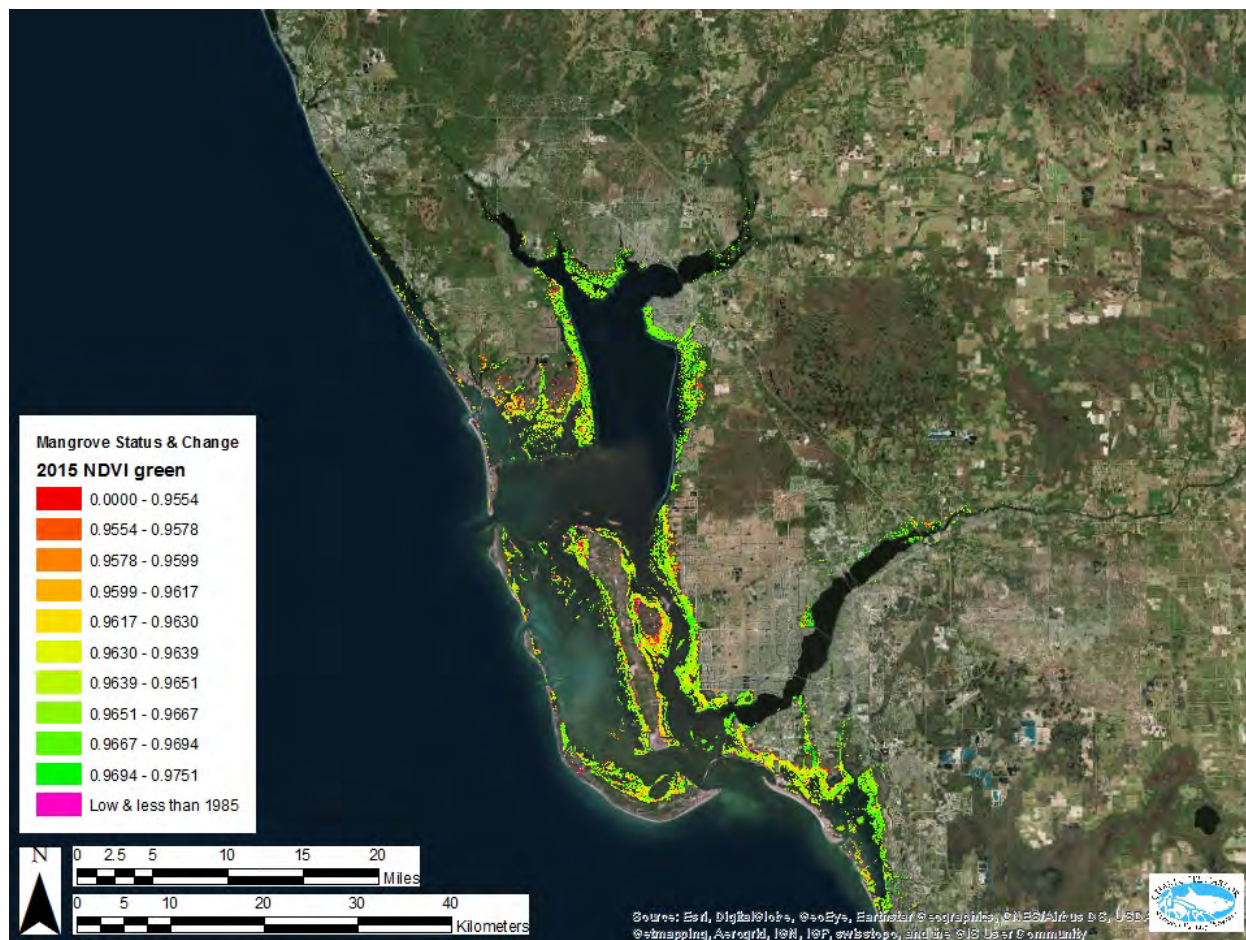 Mangrove Status & Change
2015 NDVI green
0.0000 - 0.9554
0.9554 - 0.9578
0.9578 - 0.9599
0.9599 - 0.9617
0.9617 - 0.9630
0.9630 - 0.9639
0.9639 - 0.9651
0.9651 - 0.9667
0.9667 - 0.9694
0.9694 - 0.9751
Low & less than 1985
N
0 2.5 5 10 15 20
Miles
0 5 10 20 30 40
Kilometers
Source: Esri, DigitalGlobe, GeoEye, Earthstar Geographics, CNES/Airbus DS, USDA
Getmapping, Aerogrid, IGN, IGP, swisstopo, and the GIS User Community